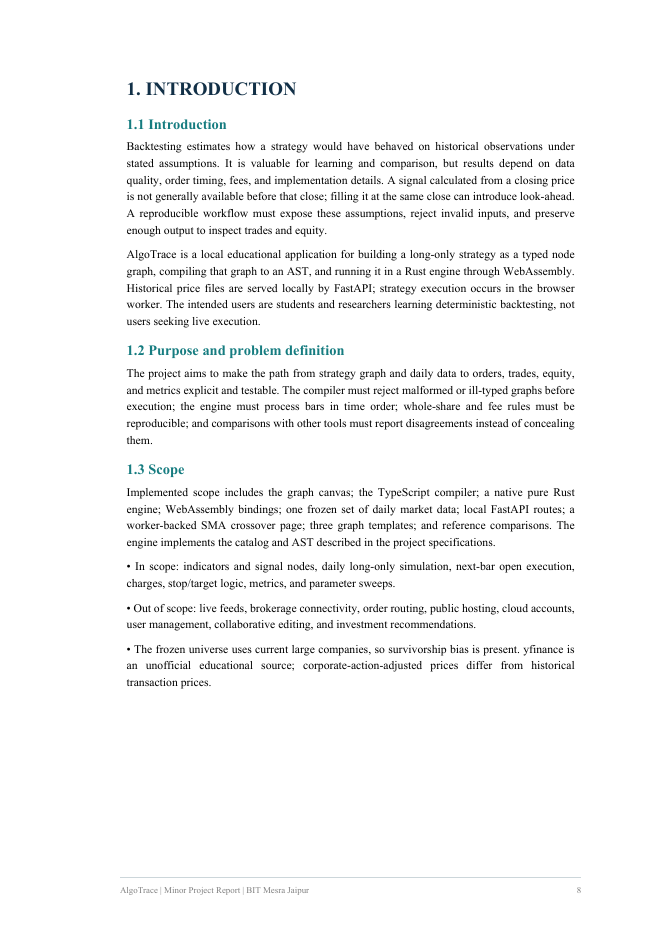 1. INTRODUCTION
1.1 Introduction
Backtesting estimates how a strategy would have behaved on historical observations under
stated assumptions. It is valuable for learning and comparison, but results depend on data
quality, order timing, fees, and implementation details. A signal calculated from a closing price
is not generally available before that close; filling it at the same close can introduce look-ahead.
A reproducible workflow must expose these assumptions, reject invalid inputs, and preserve
enough output to inspect trades and equity.
AlgoTrace is a local educational application for building a long-only strategy as a typed node
graph, compiling that graph to an AST, and running it in a Rust engine through WebAssembly.
Historical price files are served locally by FastAPI; strategy execution occurs in the browser
worker. The intended users are students and researchers learning deterministic backtesting, not
users seeking live execution.
1.2 Purpose and problem definition
The project aims to make the path from strategy graph and daily data to orders, trades, equity,
and metrics explicit and testable. The compiler must reject malformed or ill-typed graphs before
execution; the engine must process bars in time order; whole-share and fee rules must be
reproducible; and comparisons with other tools must report disagreements instead of concealing
them.
1.3 Scope
Implemented scope includes the graph canvas; the TypeScript compiler; a native pure Rust
engine; WebAssembly bindings; one frozen set of daily market data; local FastAPI routes; a
worker-backed SMA crossover page; three graph templates; and reference comparisons. The
engine implements the catalog and AST described in the project specifications.
• In scope: indicators and signal nodes, daily long-only simulation, next-bar open execution,
charges, stop/target logic, metrics, and parameter sweeps.
• Out of scope: live feeds, brokerage connectivity, order routing, public hosting, cloud accounts,
user management, collaborative editing, and investment recommendations.
• The frozen universe uses current large companies, so survivorship bias is present. yfinance is
an unofficial educational source; corporate-action-adjusted prices differ from historical
transaction prices.
AlgoTrace | Minor Project Report | BIT Mesra Jaipur
8